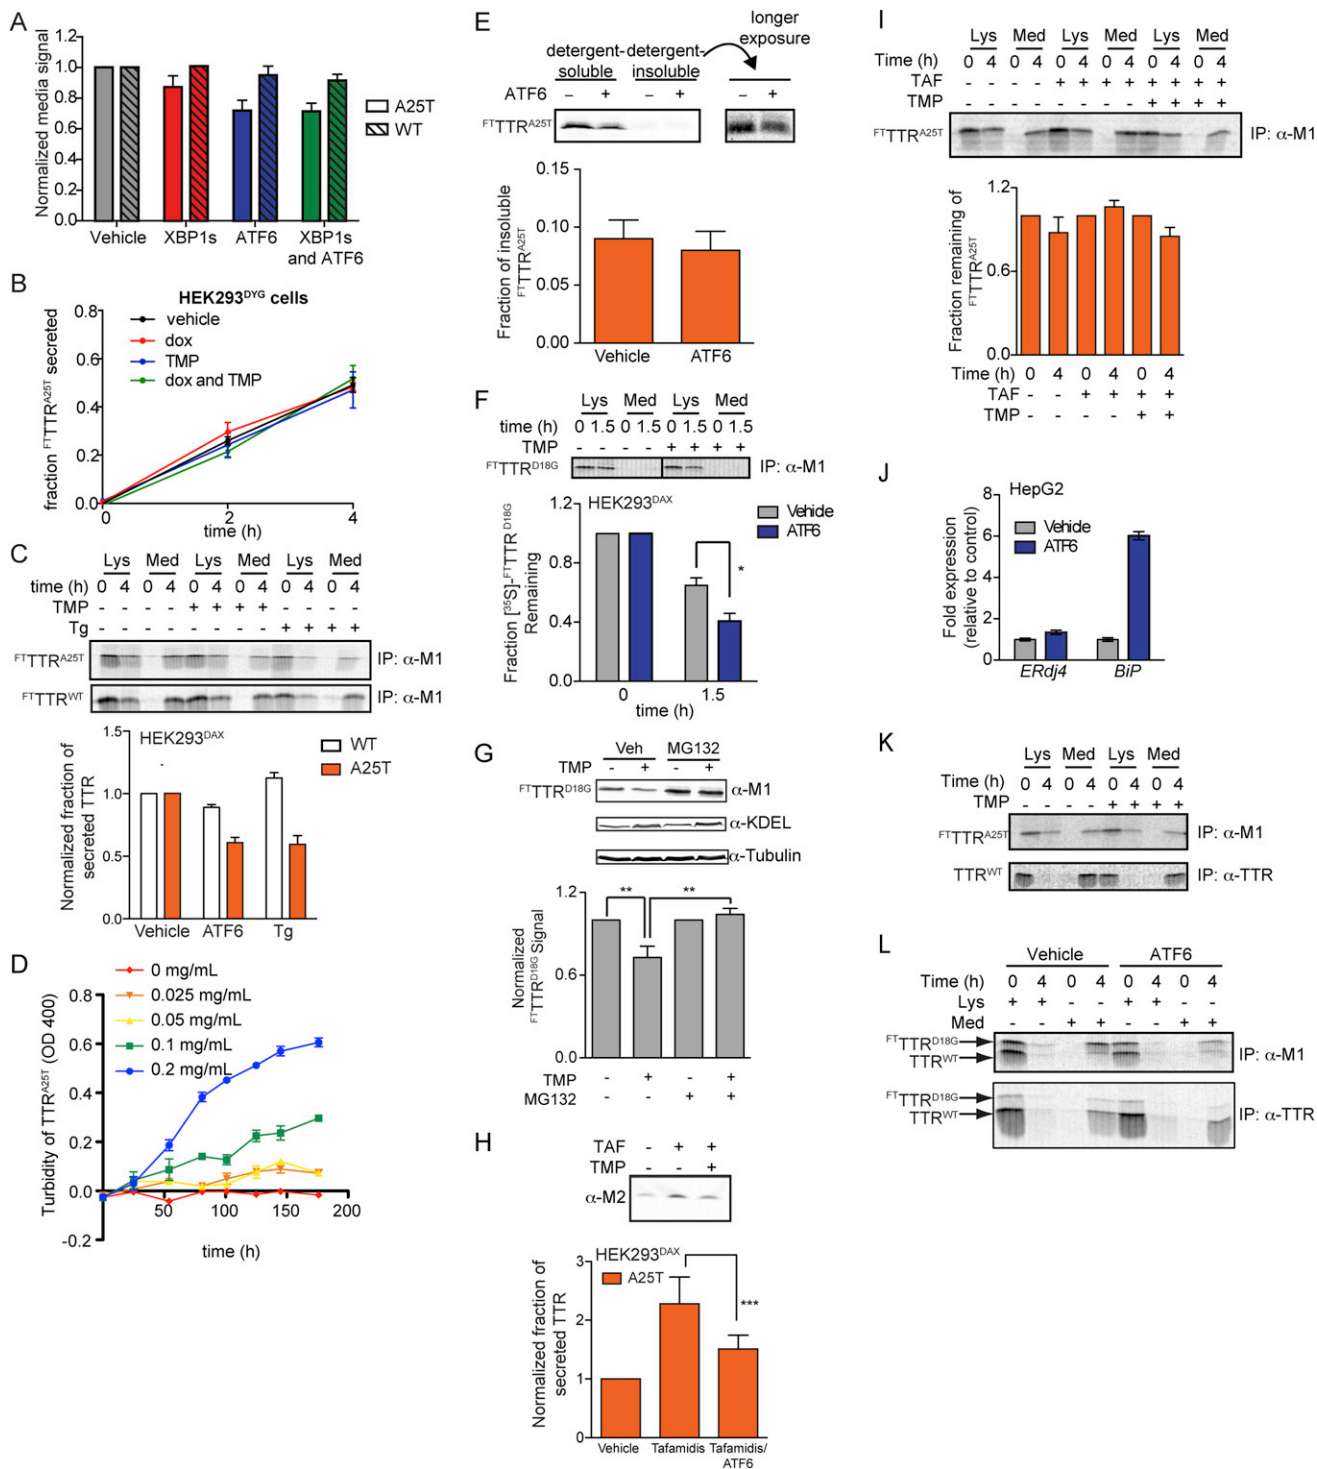 A
Normalized media signal
1.2
1.0
0.8
0.6
0.4
0.2
0.0
A25T
WT
Vehicle
XBP1s
ATF6
XBP1s
and ATF6
B
HEK293DYG cells
vehicle
dox
TMP
dox and TMP
fraction FTTTRA25T secreted
0.8
0.6
0.4
0.2
0.0
0
2
4
time (h)
C
Lys Med Lys Med Lys Med
time (h) 0 4 0 4 0 4 0 4 0 4 0 4
TMP - - - - + + + + - - - -
Tg - - - - - - - - + + + +
FTTTRA25T
IP: α-M1
FTTTRWT
IP: α-M1
Normalized fraction of
secreted TTR
1.5
1.0
0.5
0.0
HEK293DAX
WT
A25T
Vehicle ATF6 Tg
D
0 mg/mL
0.025 mg/mL
0.05 mg/mL
0.1 mg/mL
0.2 mg/mL
Turbidity of TTRA25T (OD 400)
0.8
0.6
0.4
0.2
0.0
-0.2
50 100 150 200
time (h)
E
longer
exposure
detergent-
soluble
detergent-
insoluble
ATF6 - + - + - +
FTTTRA25T
Fraction of insoluble
FTTTRA25T
0.15
0.10
0.05
0.00
Vehicle ATF6
F
Lys Med Lys Med
time (h) 0 1.5 0 1.5 0 1.5 0 1.5
TMP - - - - + + + +
FTTTRD18G
IP: α-M1
HEK293DAX
Vehicle
ATF6
Fraction [35S]-FTTTRD18G
Remaining
1.2
0.8
0.4
0.0
*
0 1.5
time (h)
G
Veh MG132
TMP - + - +
FTTTRD18G
α-M1
α-KDEL
α-Tubulin
Normalized
FTTTRD18G Signal
1.2
0.6
0.0
** **
TMP - + - +
MG132 - - + +
H
TAF - + +
TMP - - +
α-M2
HEK293DAX
A25T
Normalized fraction of
secreted TTR
3
2
1
0
***
Vehicle Tafamidis Tafamidis/
ATF6
I
Lys Med Lys Med Lys Med
Time (h) 0 4 0 4 0 4 0 4 0 4 0 4
TAF - - - - + + + + + + + +
TMP - - - - - - - - + + + +
FTTTRA25T
IP: α-M1
Fraction remaining of
FTTTRA25T
1.2
0.6
0.0
Time (h) 0 4 0 4 0 4
TAF - - + + + +
TMP - - - - + +
J
HepG2
Vehicle
ATF6
Fold expression
(relative to control)
8
6
4
2
0
ERdj4 BiP
K
Lys Med Lys Med
Time (h) 0 4 0 4 0 4 0 4
TMP - - - - + + + +
FTTTRA25T
IP: α-M1
TTRWT
IP: α-TTR
L
Vehicle ATF6
Time (h) 0 4 0 4 0 4 0 4
Lys + + - - + + - -
Med - - + + - - + +
FTTTRD18G
TTRWT
IP: α-M1
FTTTRD18G
TTRWT
IP: α-TTR